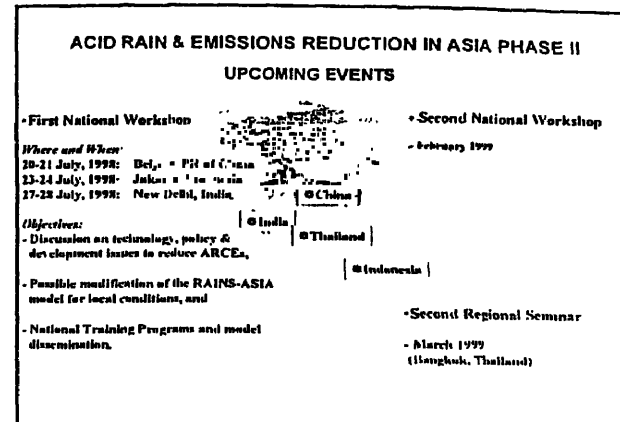 ACID RAIN & EMISSIONS REDUCTION IN ASIA PHASE II
UPCOMING EVENTS
•First National Workshop
Where and When:
20-21 July, 1998:
23-24 July, 1998:
27-28 July, 1998: New Delhi, India,
Objectives:
- Discussion on technology, policy &
development issues to reduce ARCEs,
- Possible modification of the RAINS-ASIA
model for local conditions, and
- National Training Programs and model
dissemination.
China
India
Thailand
Indonesia
•Second National Workshop
- February 1999
•Second Regional Seminar
- March 1999
(Bangkok, Thailand)